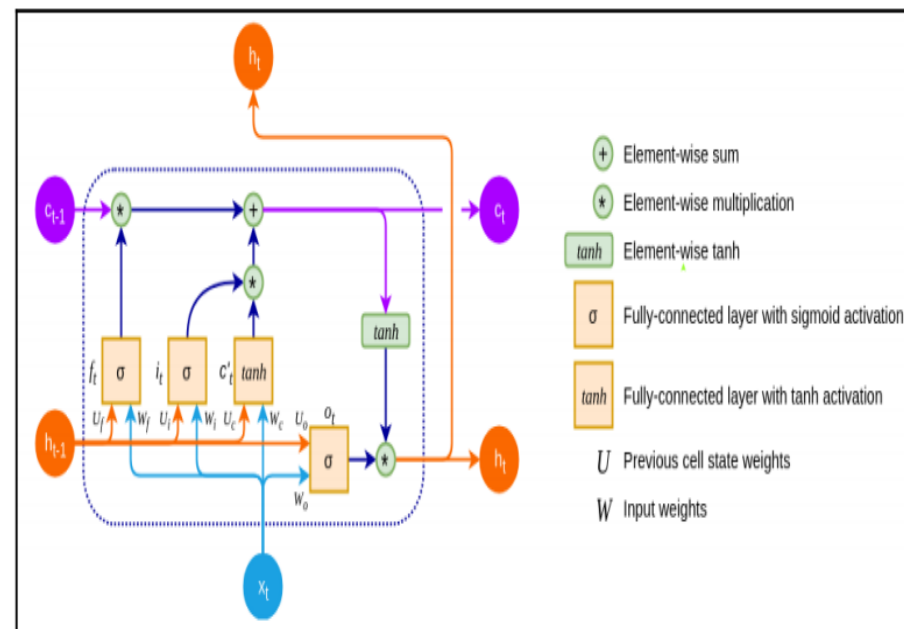 h_t
c_{t-1}
*
+
c_t
*
tanh
f_t
σ
i_t
σ
c'_t
tanh
U_f
W_f
U_i
W_i
U_c
W_c
U_o
o_t
h_{t-1}
σ
*
h_t
W_o
x_t
+ Element-wise sum
* Element-wise multiplication
tanh Element-wise tanh
σ Fully-connected layer with sigmoid activation
tanh Fully-connected layer with tanh activation
U Previous cell state weights
W Input weights